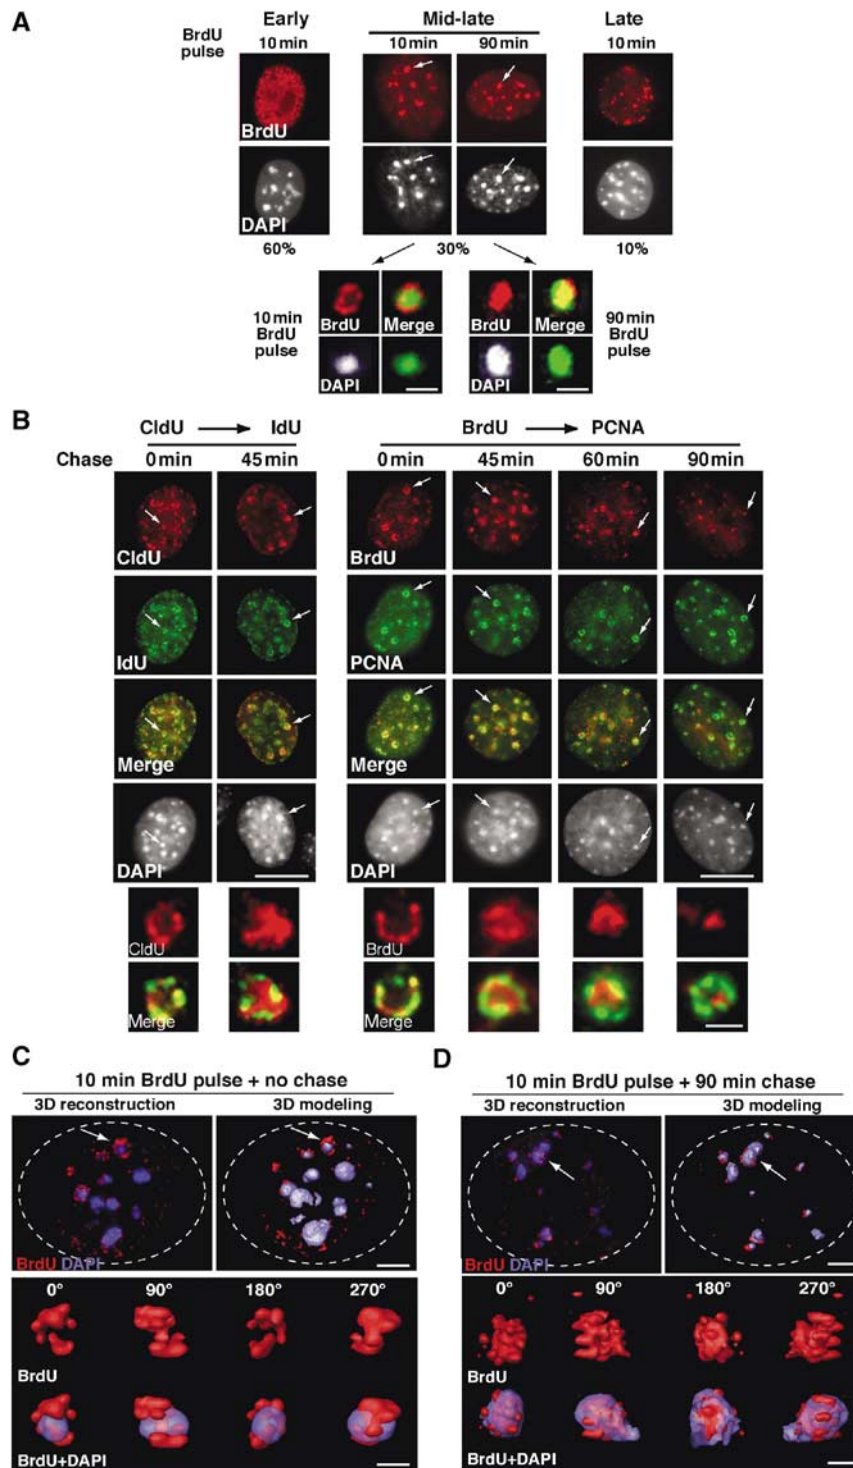 A
Early Mid-late Late
BrdU pulse 10 min 10 min 90 min 10 min
BrdU
DAPI
60% 30% 10%
10 min BrdU pulse BrdU Merge BrdU Merge 90 min BrdU pulse
DAPI DAPI
B
CldU IdU BrdU PCNA
Chase 0 min 45 min 0 min 45 min 60 min 90 min
CldU BrdU
IdU PCNA
Merge Merge
DAPI DAPI
CldU BrdU
Merge Merge
C
10 min BrdU pulse + no chase
3D reconstruction 3D modeling
BrdU DAPI
0° 90° 180° 270°
BrdU
BrdU+DAPI
D
10 min BrdU pulse + 90 min chase
3D reconstruction 3D modeling
BrdU DAPI
0° 90° 180° 270°
BrdU
BrdU+DAPI